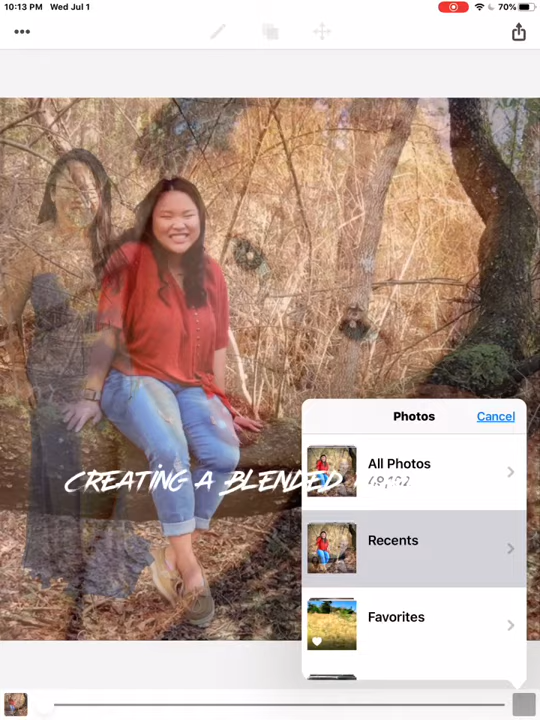 10:13 PM Wed Jul 1
70%
Photos
Cancel
All Photos
CREATING A BLENDED
Recents
Favorites